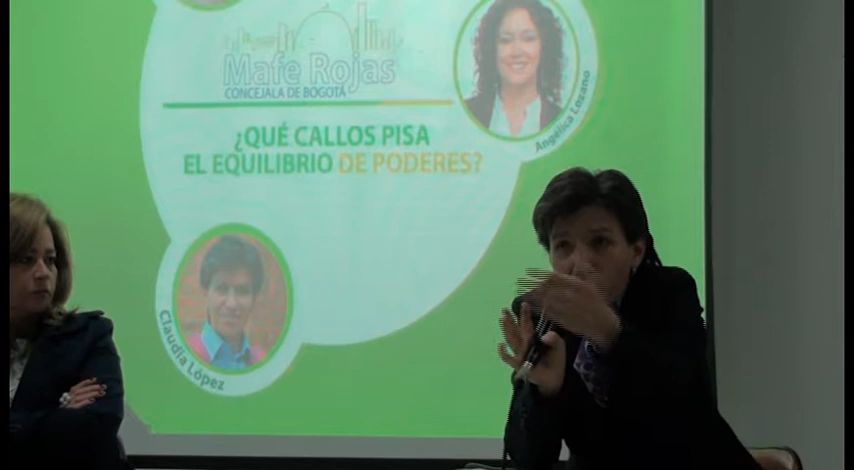 Mafe Rojas
CONCEJALA DE BOGOTÁ
Angélica Lozano
¿QUÉ CALLOS PISA
EL EQUILIBRIO DE PODERES?
Claudia López